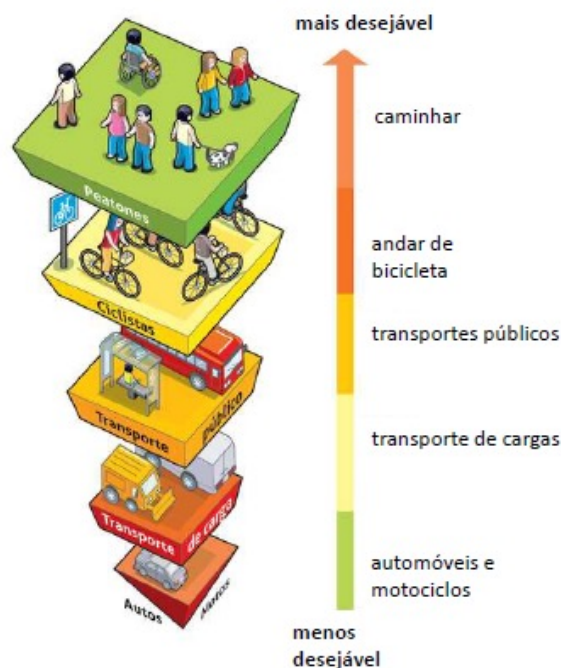 mais desejável
caminhar
andar de
bicicleta
transportes públicos
transporte de cargas
automóveis e
motociclos
menos
desejável
Peatones
Ciclistas
Transporte
público
Transporte
de carga
Autos